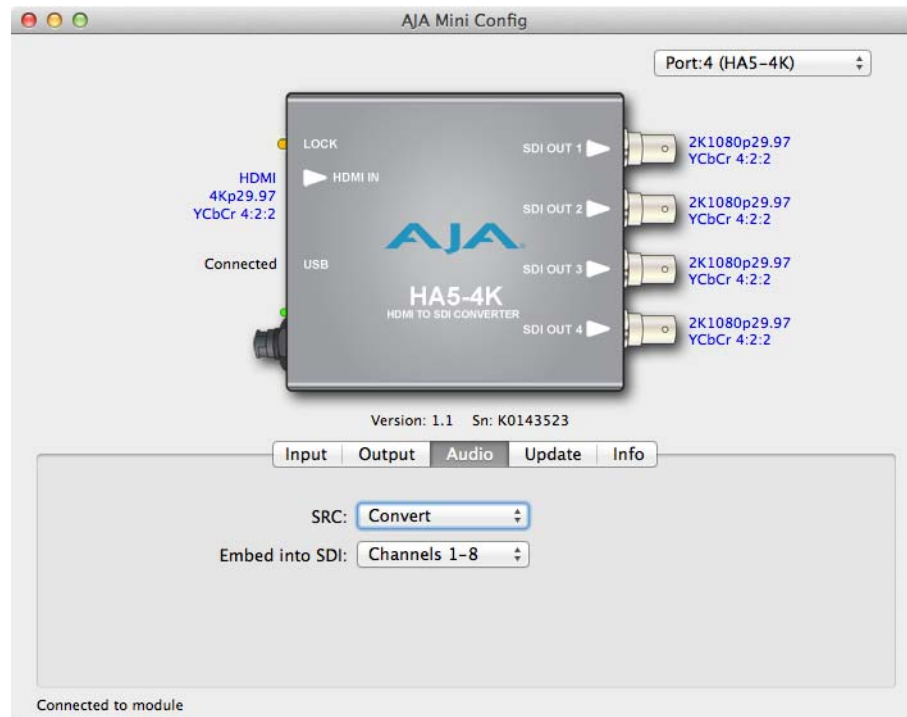 AJA Mini Config
Port:4 (HA5-4K)
LOCK
HDMI IN
HDMI
4Kp29.97
YCbCr 4:2:2
Connected
USB
AJA
HA5-4K
HDMI TO SDI CONVERTER
SDI OUT 1
2K1080p29.97
YCbCr 4:2:2
SDI OUT 2
2K1080p29.97
YCbCr 4:2:2
SDI OUT 3
2K1080p29.97
YCbCr 4:2:2
SDI OUT 4
2K1080p29.97
YCbCr 4:2:2
Version: 1.1 Sn: K0143523
Input Output Audio Update Info
SRC: Convert
Embed into SDI: Channels 1-8
Connected to module